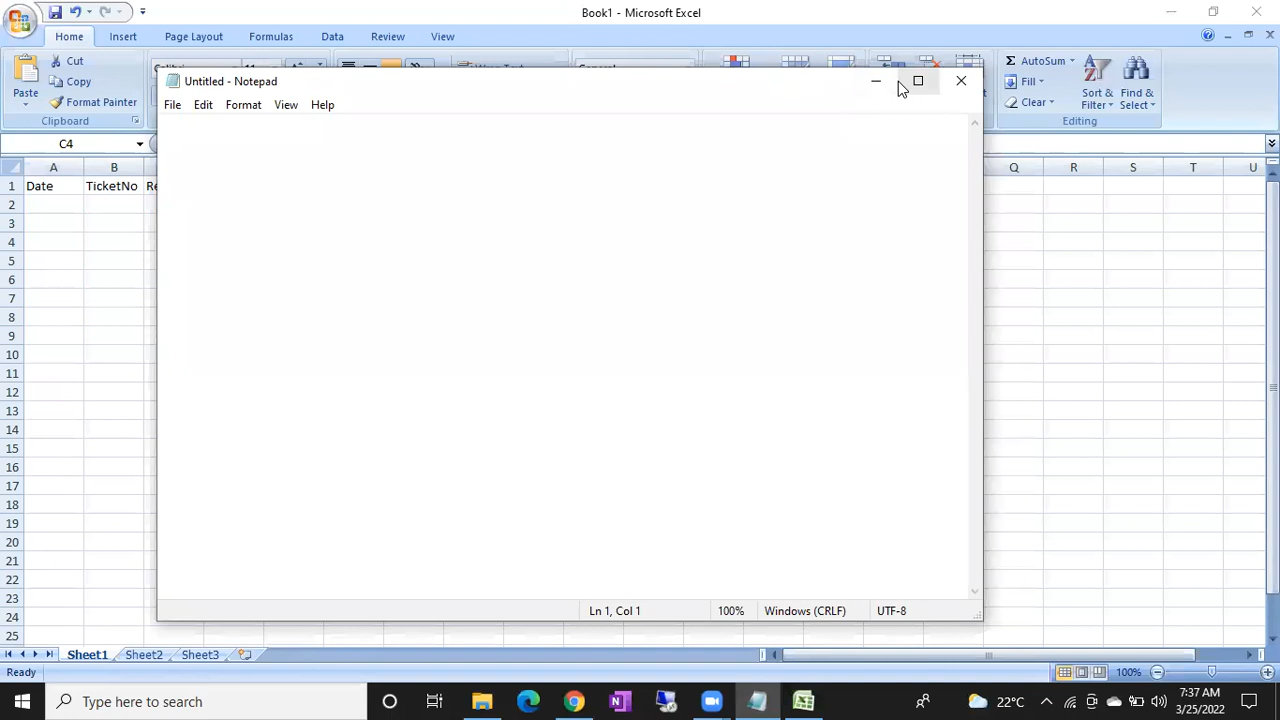 Book1 - Microsoft Excel
Home Insert Page Layout Formulas Data Review View
Paste
Cut
Copy
Format Painter
Clipboard
AutoSum
Fill
Clear
Sort & Filter
Find & Select
Editing
Untitled - Notepad
File Edit Format View Help
C4
A B Q R S T U
1 Date TicketNo Re
2
3
4
5
6
7
8
9
10
11
12
13
14
15
16
17
18
19
20
21
22
23
24
25
Ln 1, Col 1 100% Windows (CRLF) UTF-8
Sheet1 Sheet2 Sheet3
Ready 100%
Type here to search
22°C
7:37 AM
3/25/2022